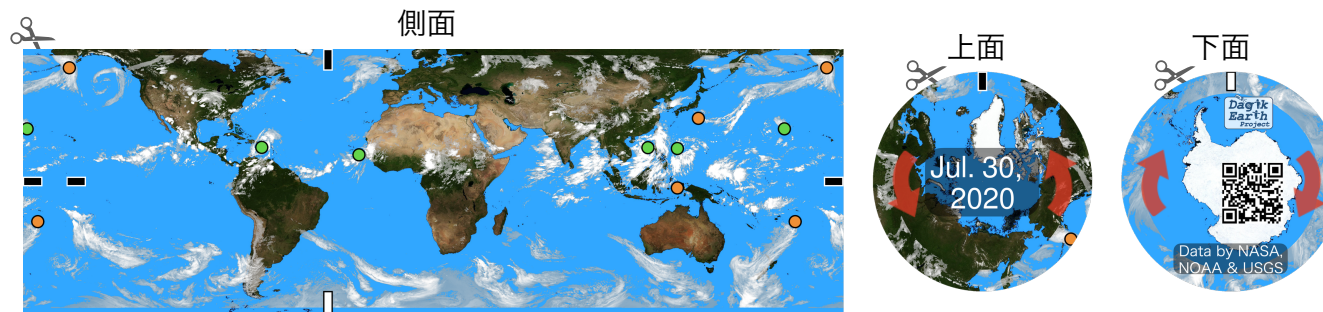 側面
上面
下面
Jul. 30,
2020
Dagik
Earth
Project
Data by NASA,
NOAA & USGS